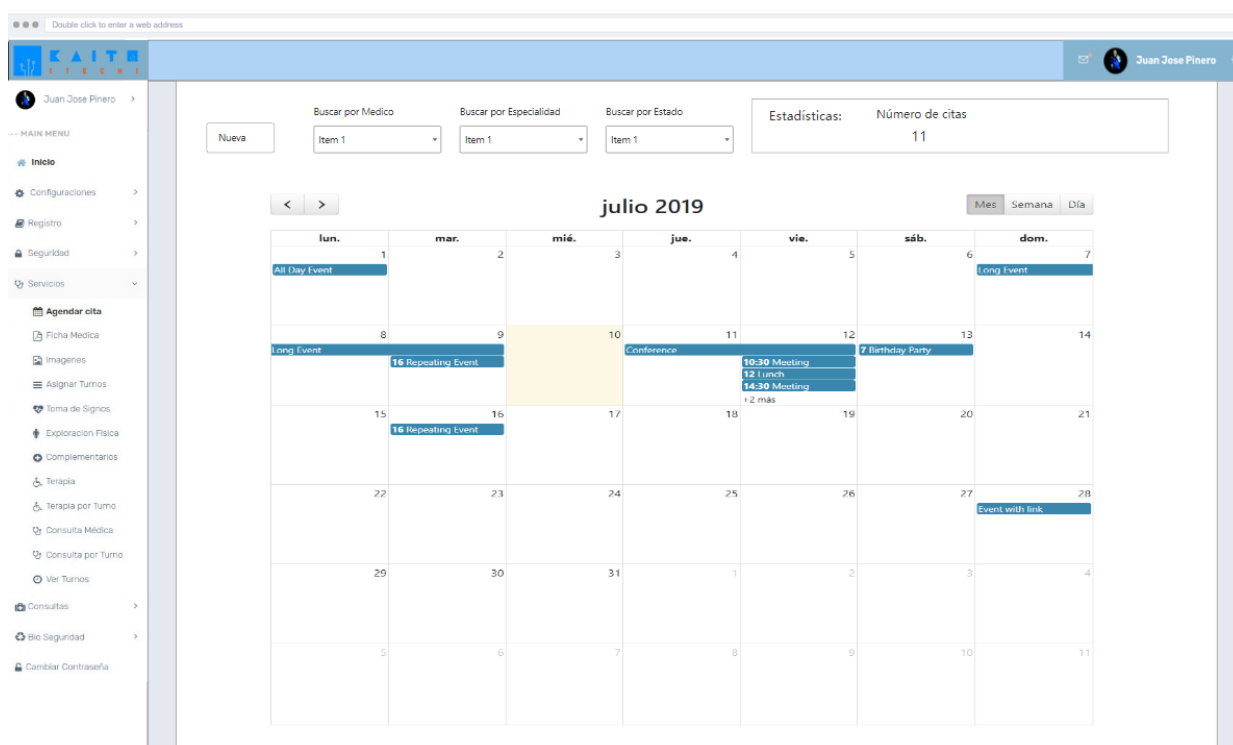 Double click to enter a web address
KAITO
ITECHI
Juan Jose Pinero
Juan Jose Pinero
--- MAIN MENU
Inicio
Configuraciones
Registro
Seguridad
Servicios
Agendar cita
Ficha Medica
Imagenes
Asignar Turnos
Toma de Signos
Exploracion Fisica
Complementarios
Terapia
Terapia por Turno
Consulta Médica
Consulta por Turno
Ver Turnos
Consultas
Bio Seguridad
Cambiar Contraseña
Nueva
Buscar por Medico
Item 1
Buscar por Especialidad
Item 1
Buscar por Estado
Item 1
Estadísticas:
Número de citas
11
< >
julio 2019
Mes Semana Día
lun. mar. mié. jue. vie. sáb. dom.
1 2 3 4 5 6 7
All Day Event Long Event
8 9 10 11 12 13 14
Long Event Conference 7 Birthday Party
16 Repeating Event 10:30 Meeting
12 Lunch
14:30 Meeting
+2 más
15 16 17 18 19 20 21
16 Repeating Event
22 23 24 25 26 27 28
Event with link
29 30 31 1 2 3 4
5 6 7 8 9 10 11